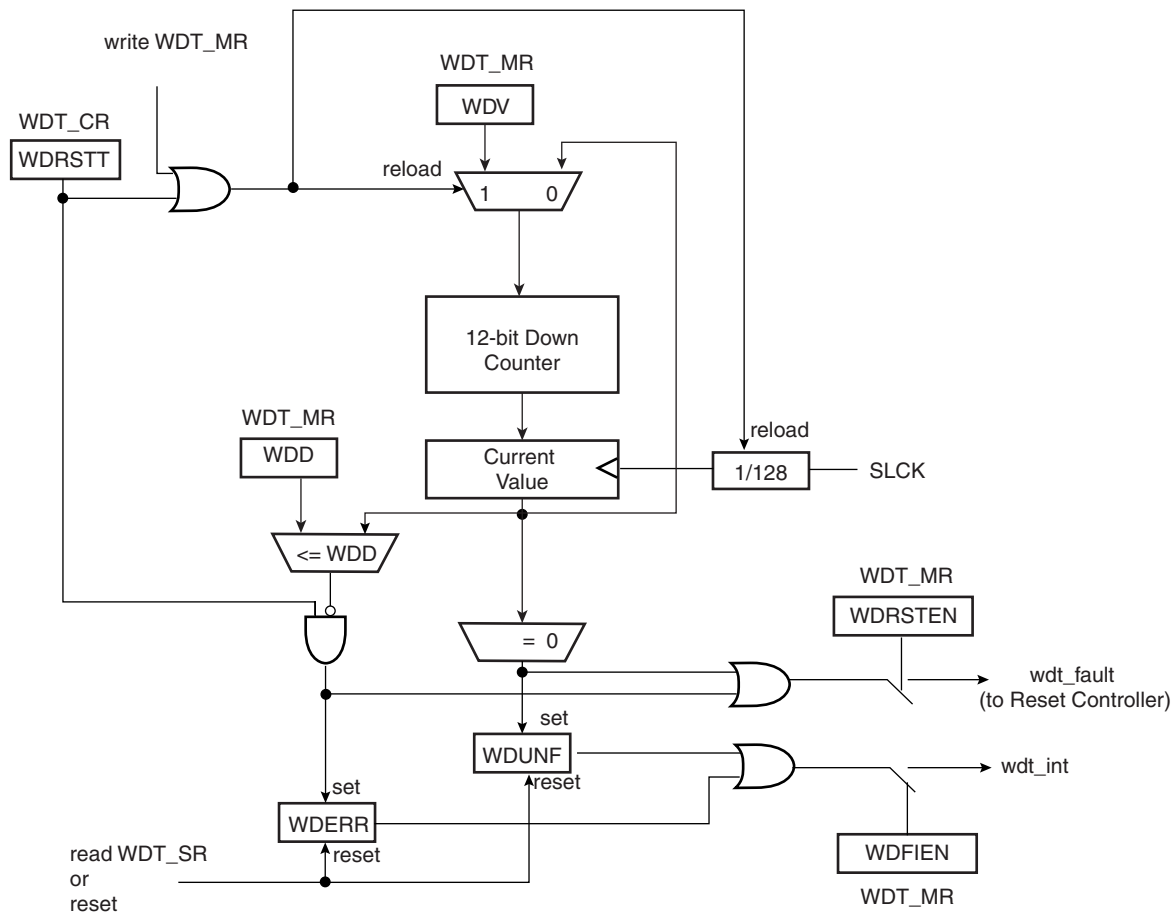 write WDT_MR
WDT_MR
WDV
WDT_CR
WDRSTT
reload
1 0
12-bit Down
Counter
WDT_MR
WDD
Current
Value
reload
1/128
SLCK
<= WDD
WDT_MR
WDRSTEN
= 0
wdt_fault
(to Reset Controller)
set
WDUNF
reset
wdt_int
set
WDERR
reset
read WDT_SR
or
reset
WDFIEN
WDT_MR